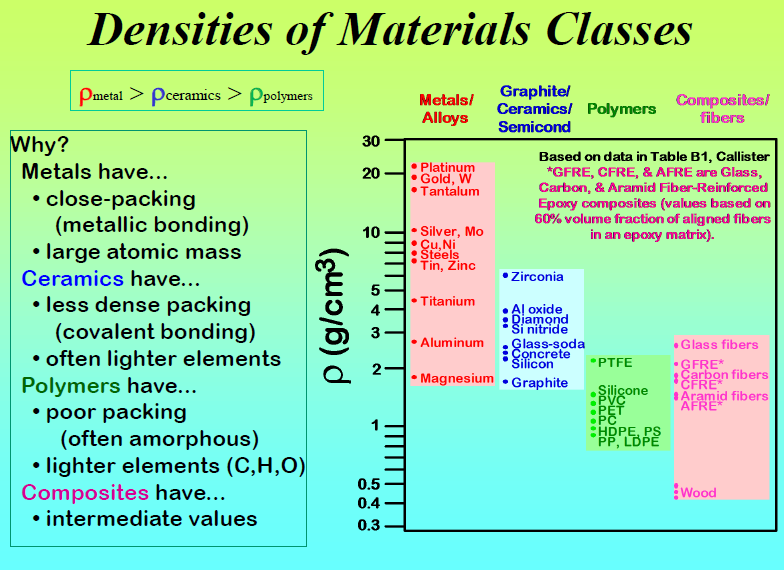 Densities of Materials Classes
ρmetal > ρceramics > ρpolymers
Why?
Metals have...
• close-packing
(metallic bonding)
• large atomic mass
Ceramics have...
• less dense packing
(covalent bonding)
• often lighter elements
Polymers have...
• poor packing
(often amorphous)
• lighter elements (C,H,O)
Composites have...
• intermediate values
Metals/
Alloys
Graphite/
Ceramics/
Semicond
Polymers
Composites/
fibers
ρ (g/cm3)
30
20
10
5
4
3
2
1
0.5
0.4
0.3
Based on data in Table B1, Callister
*GFRE, CFRE, & AFRE are Glass,
Carbon, & Aramid Fiber-Reinforced
Epoxy composites (values based on
60% volume fraction of aligned fibers
in an epoxy matrix).
Platinum
Gold, W
Tantalum
Silver, Mo
Cu,Ni
Steels
Tin, Zinc
Titanium
Aluminum
Magnesium
Zirconia
Al oxide
Diamond
Si nitride
Glass-soda
Concrete
Silicon
Graphite
PTFE
Silicone
PVC
PET
PC
HDPE, PS
PP, LDPE
Glass fibers
GFRE*
Carbon fibers
CFRE*
Aramid fibers
AFRE*
Wood